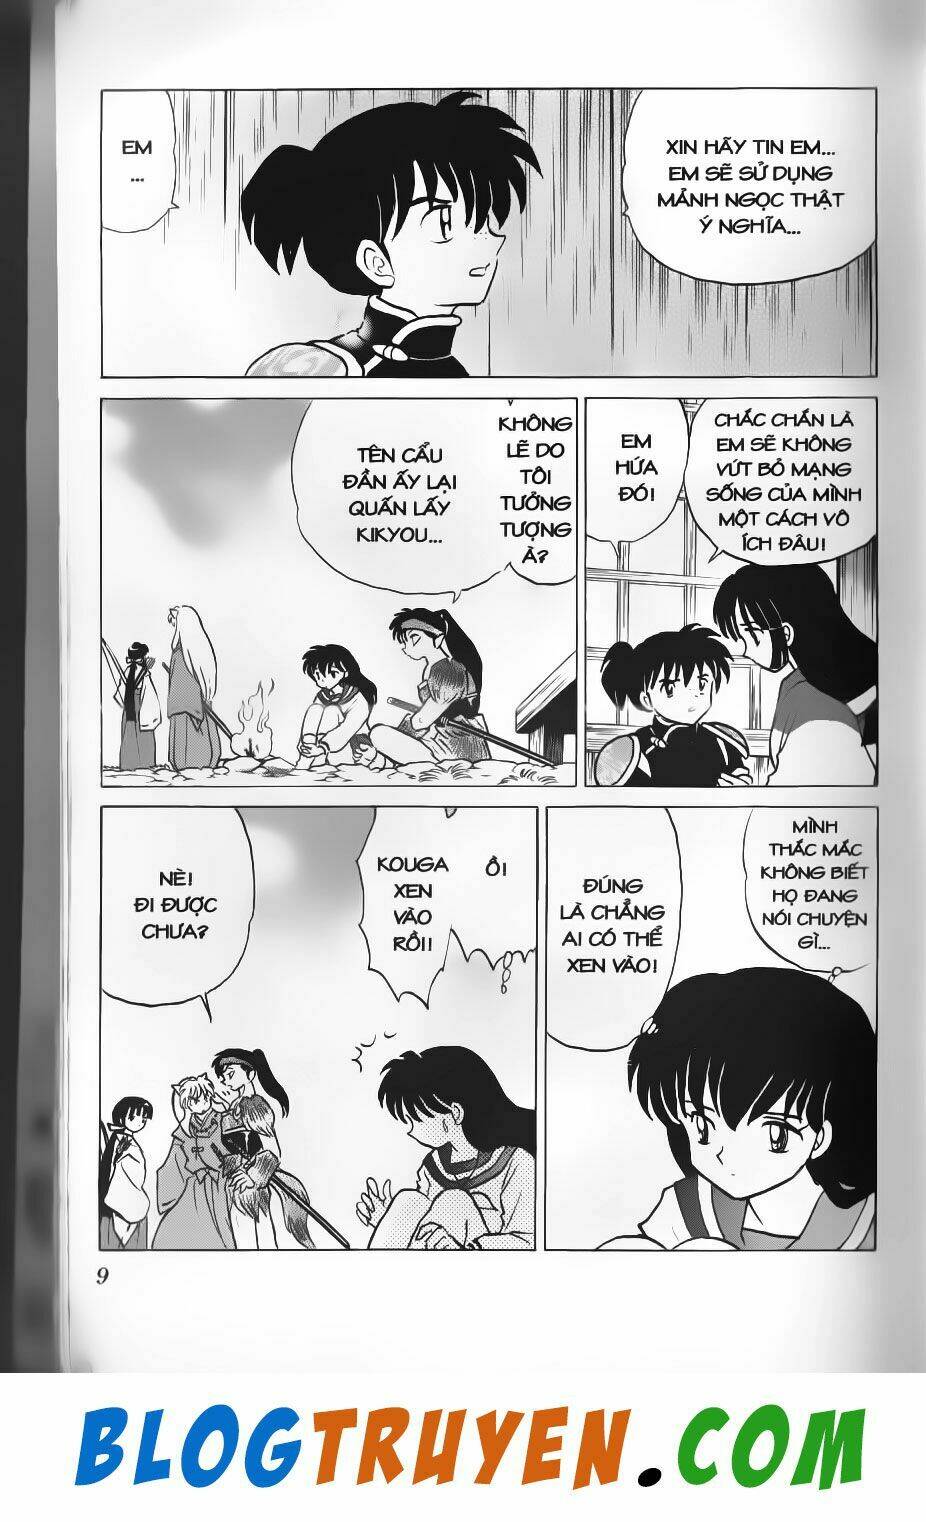 XIN HÃY TIN EM...
EM SẼ SỬ DỤNG
MẢNH NGỌC THẬT
Ý NGHĨA...
EM
...
CHẮC CHẮN LÀ
EM SẼ KHÔNG
VỨT BỎ MẠNG
SỐNG CỦA MÌNH
MỘT CÁCH VÔ
ÍCH ĐÂU!
EM
HỨA
ĐÓ!
KHÔNG
LẼ DO
TÔI
TƯỞNG
TƯỢNG
À?
TÊN CẨU
ĐẦN ẤY LẠI
QUẤN LẤY
KIKYOU...
MÌNH
THẮC MẮC
KHÔNG BIẾT
HỌ ĐANG
NÓI CHUYỆN
GÌ...
ĐÚNG
LÀ CHẲNG
AI CÓ THỂ
XEN VÀO!
Ồ!
KOUGA
XEN
VÀO
RỒI!
NÈ!
ĐI ĐƯỢC
CHƯA?
9
BLOGTRUYEN.COM